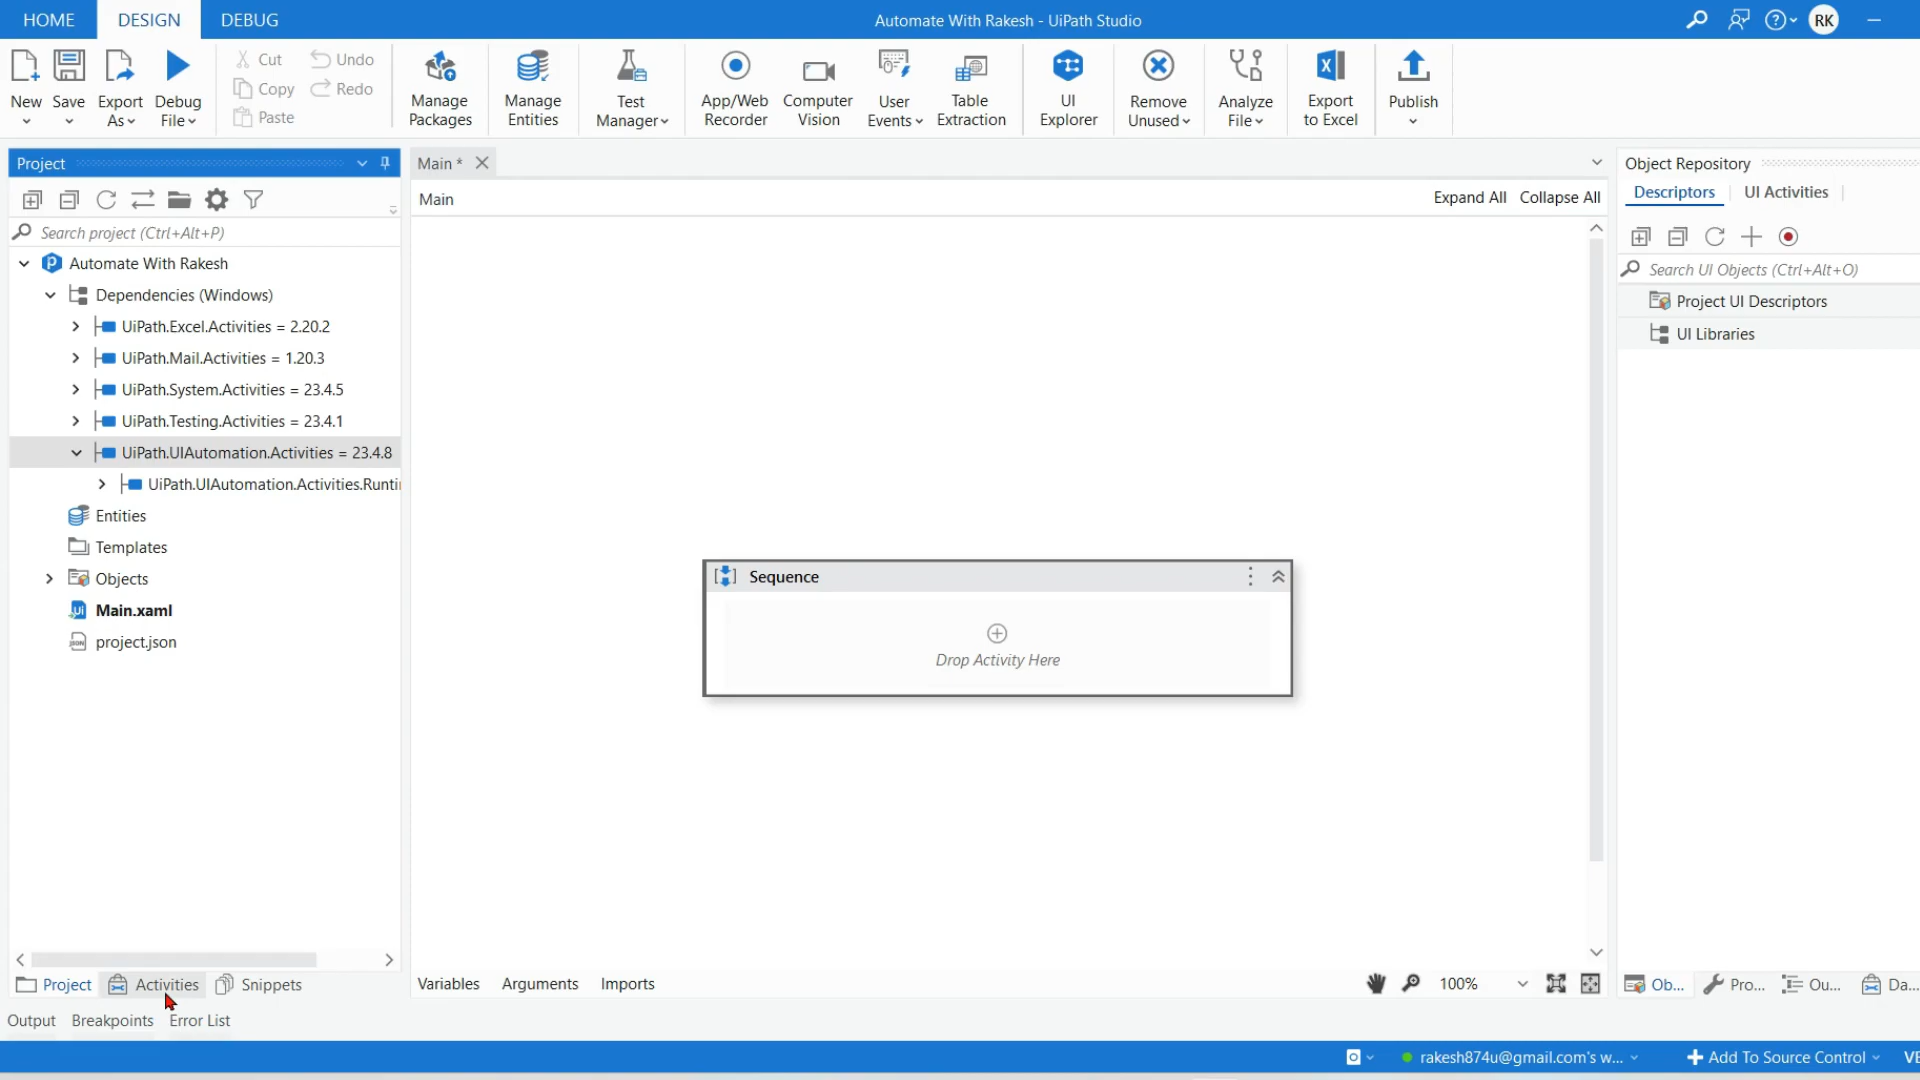 HOME DESIGN DEBUG Automate With Rakesh - UiPath Studio RK
New Save Export As Debug File Cut Copy Paste Undo Redo Manage Packages Manage Entities Test Manager App/Web Recorder Computer Vision User Events Table Extraction UI Explorer Remove Unused Analyze File Export to Excel Publish
Project
Search project (Ctrl+Alt+P)
Automate With Rakesh
Dependencies (Windows)
UiPath.Excel.Activities = 2.20.2
UiPath.Mail.Activities = 1.20.3
UiPath.System.Activities = 23.4.5
UiPath.Testing.Activities = 23.4.1
UiPath.UIAutomation.Activities = 23.4.8
UiPath.UIAutomation.Activities.Runti
Entities
Templates
Objects
Main.xaml
project.json
Project Activities Snippets
Main *
Main Expand All Collapse All
Sequence
Drop Activity Here
Variables Arguments Imports 100%
Object Repository
Descriptors UI Activities
Search UI Objects (Ctrl+Alt+O)
Project UI Descriptors
UI Libraries
Ob... Pro... Ou... Da...
Output Breakpoints Error List
rakesh874u@gmail.com's w... Add To Source Control